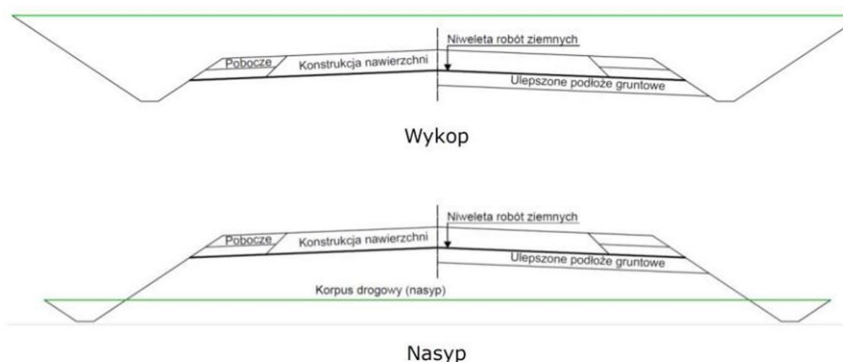 Niweleta robót ziemnych
Pobocze
Konstrukcja nawierzchni
Ulepszone podłoże gruntowe
Wykop
Niweleta robót ziemnych
Pobocze
Konstrukcja nawierzchni
Ulepszone podłoże gruntowe
Korpus drogowy (nasyp)
Nasyp